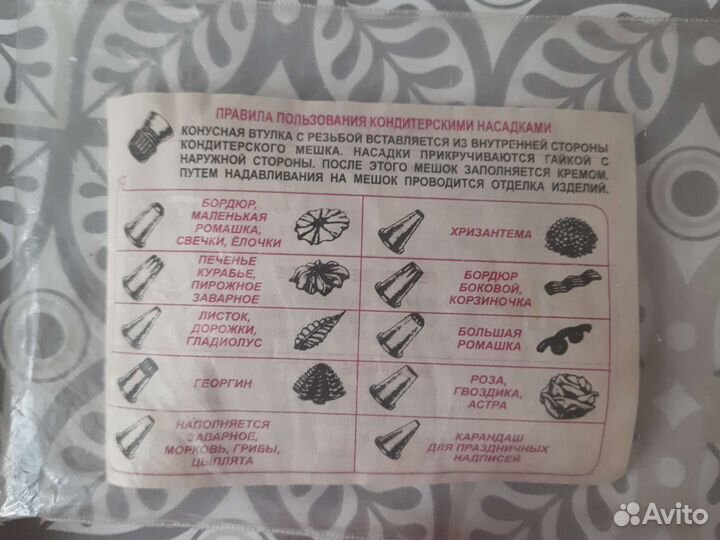 ПРАВИЛА ПОЛЬЗОВАНИЯ КОНДИТЕРСКИМИ НАСАДКАМИ
КОНУСНАЯ ВТУЛКА С РЕЗЬБОЙ ВСТАВЛЯЕТСЯ ИЗ ВНУТРЕННЕЙ СТОРОНЫ
КОНДИТЕРСКОГО МЕШКА. НАСАДКИ ПРИКРУЧИВАЮТСЯ ГАЙКОЙ С
НАРУЖНОЙ СТОРОНЫ. ПОСЛЕ ЭТОГО МЕШОК ЗАПОЛНЯЕТСЯ КРЕМОМ.
ПУТЕМ НАДАВЛИВАНИЯ НА МЕШОК ПРОВОДИТСЯ ОТДЕЛКА ИЗДЕЛИЙ.
БОРДЮР,
МАЛЕНЬКАЯ
РОМАШКА,
СВЕЧКИ, ЁЛОЧКИ
ХРИЗАНТЕМА
ПЕЧЕНЬЕ
КУРАБЬЕ,
ПИРОЖНОЕ
ЗАВАРНОЕ
БОРДЮР
БОКОВОЙ,
КОРЗИНОЧКА
ЛИСТОК,
ДОРОЖКИ,
ГЛАДИОЛУС
БОЛЬШАЯ
РОМАШКА
ГЕОРГИН
РОЗА,
ГВОЗДИКА,
АСТРА
НАПОЛНЯЕТСЯ
ЗАВАРНОЕ,
МОРКОВЬ, ГРИБЫ,
ЦЫПЛЯТА
КАРАНДАШ
ДЛЯ ПРАЗДНИЧНЫХ
НАДПИСЕЙ
Avito